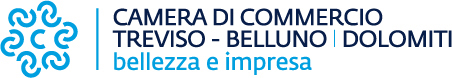 CAMERA DI COMMERCIO
TREVISO - BELLUNO | DOLOMITI
bellezza e impresa